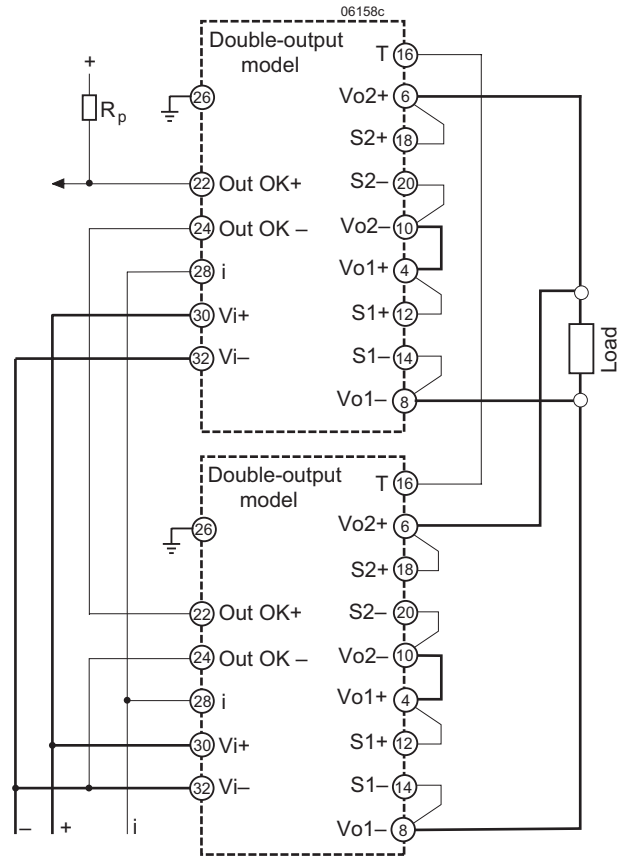 06158c
Double-output
model
T 16
+
26
Vo2+ 6
Rp
S2+ 18
22 Out OK+
S2– 20
24 Out OK –
Vo2– 10
28 i
Vo1+ 4
30 Vi+
S1+ 12
32 Vi–
S1– 14
Load
Vo1– 8
Double-output
model
T 16
26
Vo2+ 6
S2+ 18
22 Out OK+
S2– 20
24 Out OK –
Vo2– 10
28 i
Vo1+ 4
30 Vi+
S1+ 12
32 Vi–
S1– 14
– + i
Vo1– 8